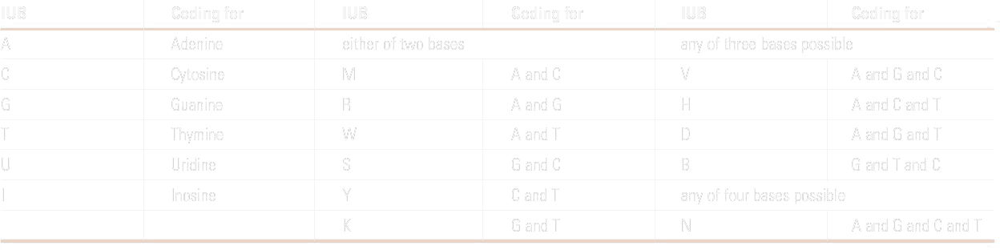 IUB Coding for IUB Coding for IUB Coding for
A Adenine either of two bases any of three bases possible
C Cytosine M A and C V A and G and C
G Guanine R A and G H A and C and T
T Thymine W A and T D A and G and T
U Uridine S G and C B G and T and C
I Inosine Y C and T any of four bases possible
K G and T N A and G and C and T